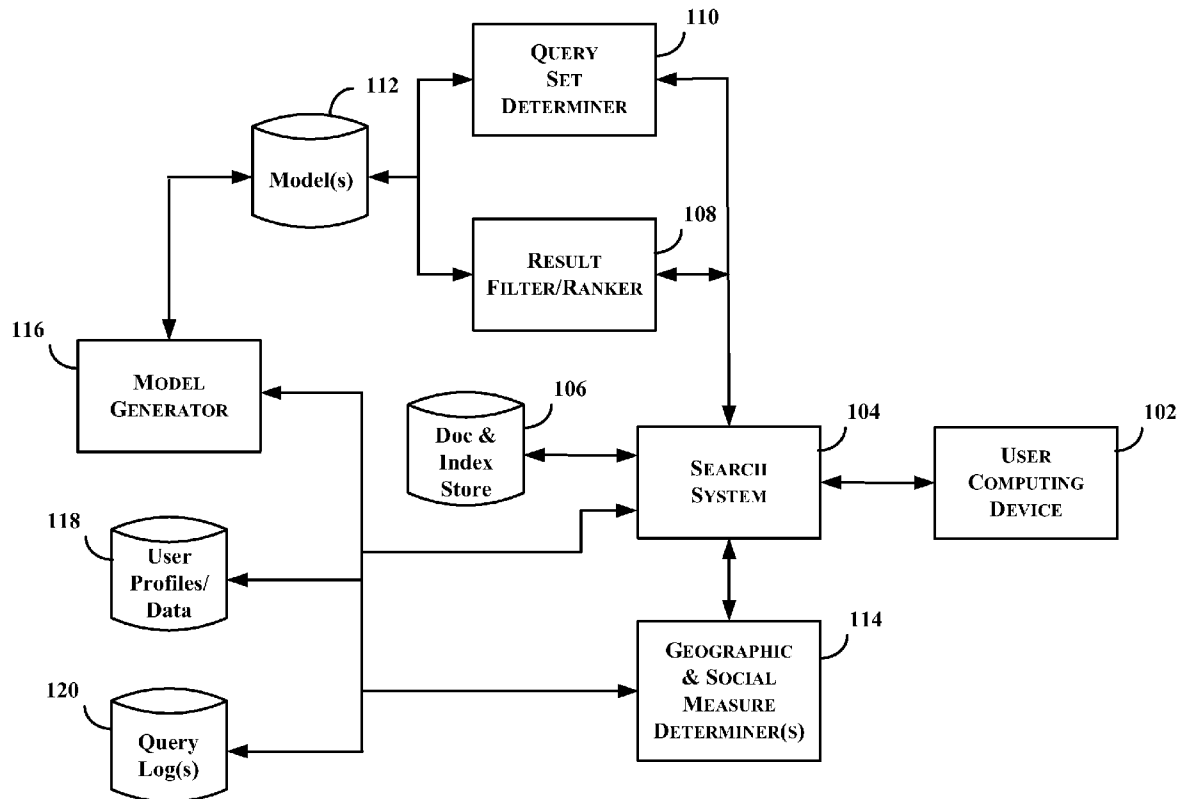 110
QUERY
SET
DETERMINER
112
Model(s)
108
RESULT
FILTER/RANKER
116
MODEL
GENERATOR
106
Doc &
Index
Store
104
SEARCH
SYSTEM
102
USER
COMPUTING
DEVICE
118
User
Profiles/
Data
114
GEOGRAPHIC
& SOCIAL
MEASURE
DETERMINER(S)
120
Query
Log(s)